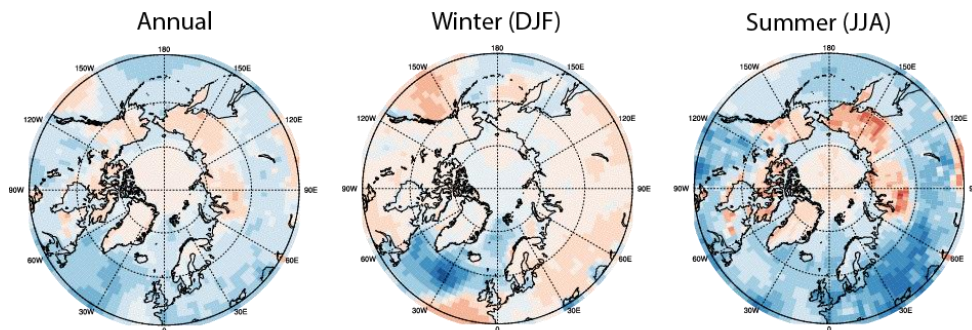 Annual Winter (DJF) Summer (JJA)
180 180 180
150W 150E 150W 150E 150W 150E
120W 120E 120W 120E 120W 120E
90W 90E 90W 90E 90W
60W 60E 60W 60E 60W 60E
30W 30E 30W 30E 30W 30E
0 0 0